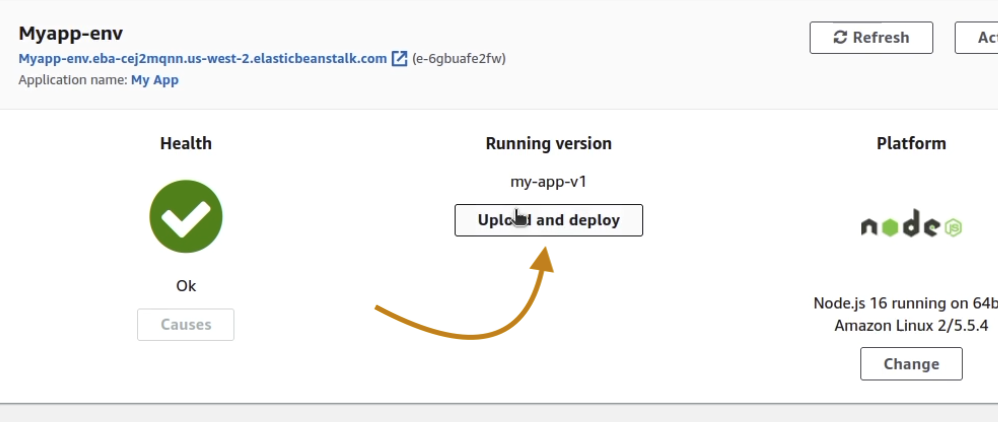 Myapp-env
Refresh
Act
Myapp-env.eba-cej2mqnn.us-west-2.elasticbeanstalk.com (e-6gbuafe2fw)
Application name: My App
Health
Running version
Platform
my-app-v1
Upload and deploy
node
JS
Ok
Causes
Node.js 16 running on 64b
Amazon Linux 2/5.5.4
Change